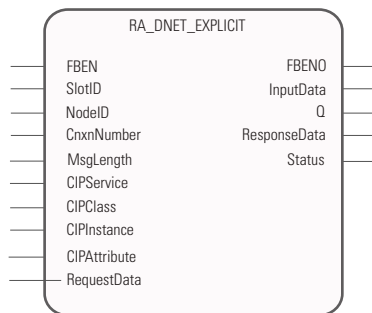 RA_DNET_EXPLICIT
FBEN FBENO
SlotID InputData
NodeID Q
CnxnNumber ResponseData
MsgLength Status
CIPService
CIPClass
CIPInstance
CIPAttribute
RequestData